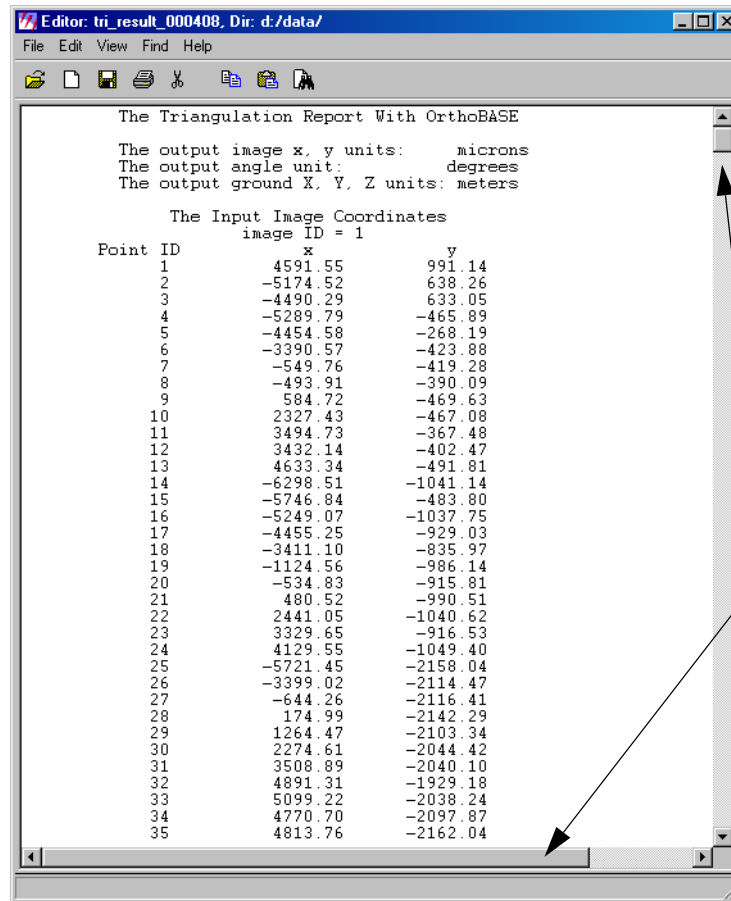 Editor: tri_result_000408, Dir: d:/data/
File Edit View Find Help
The Triangulation Report With OrthoBASE
The output image x, y units: microns
The output angle unit: degrees
The output ground X, Y, Z units: meters
The Input Image Coordinates
image ID = 1
Point ID x y
1 4591.55 991.14
2 −5174.52 638.26
3 −4490.29 633.05
4 −5289.79 −465.89
5 −4454.58 −268.19
6 −3390.57 −423.88
7 −549.76 −419.28
8 −493.91 −390.09
9 584.72 −469.63
10 2327.43 −467.08
11 3494.73 −367.48
12 3432.14 −402.47
13 4633.34 −491.81
14 −6298.51 −1041.14
15 −5746.84 −483.80
16 −5249.07 −1037.75
17 −4455.25 −929.03
18 −3411.10 −835.97
19 −1124.56 −986.14
20 −534.83 −915.81
21 480.52 −990.51
22 2441.05 −1040.62
23 3329.65 −916.53
24 4129.55 −1049.40
25 −5721.45 −2158.04
26 −3399.02 −2114.47
27 −644.26 −2116.41
28 174.99 −2142.29
29 1264.47 −2103.34
30 2274.61 −2044.42
31 3508.89 −2040.10
32 4891.31 −1929.18
33 5099.22 −2038.24
34 4770.70 −2097.87
35 4813.76 −2162.04